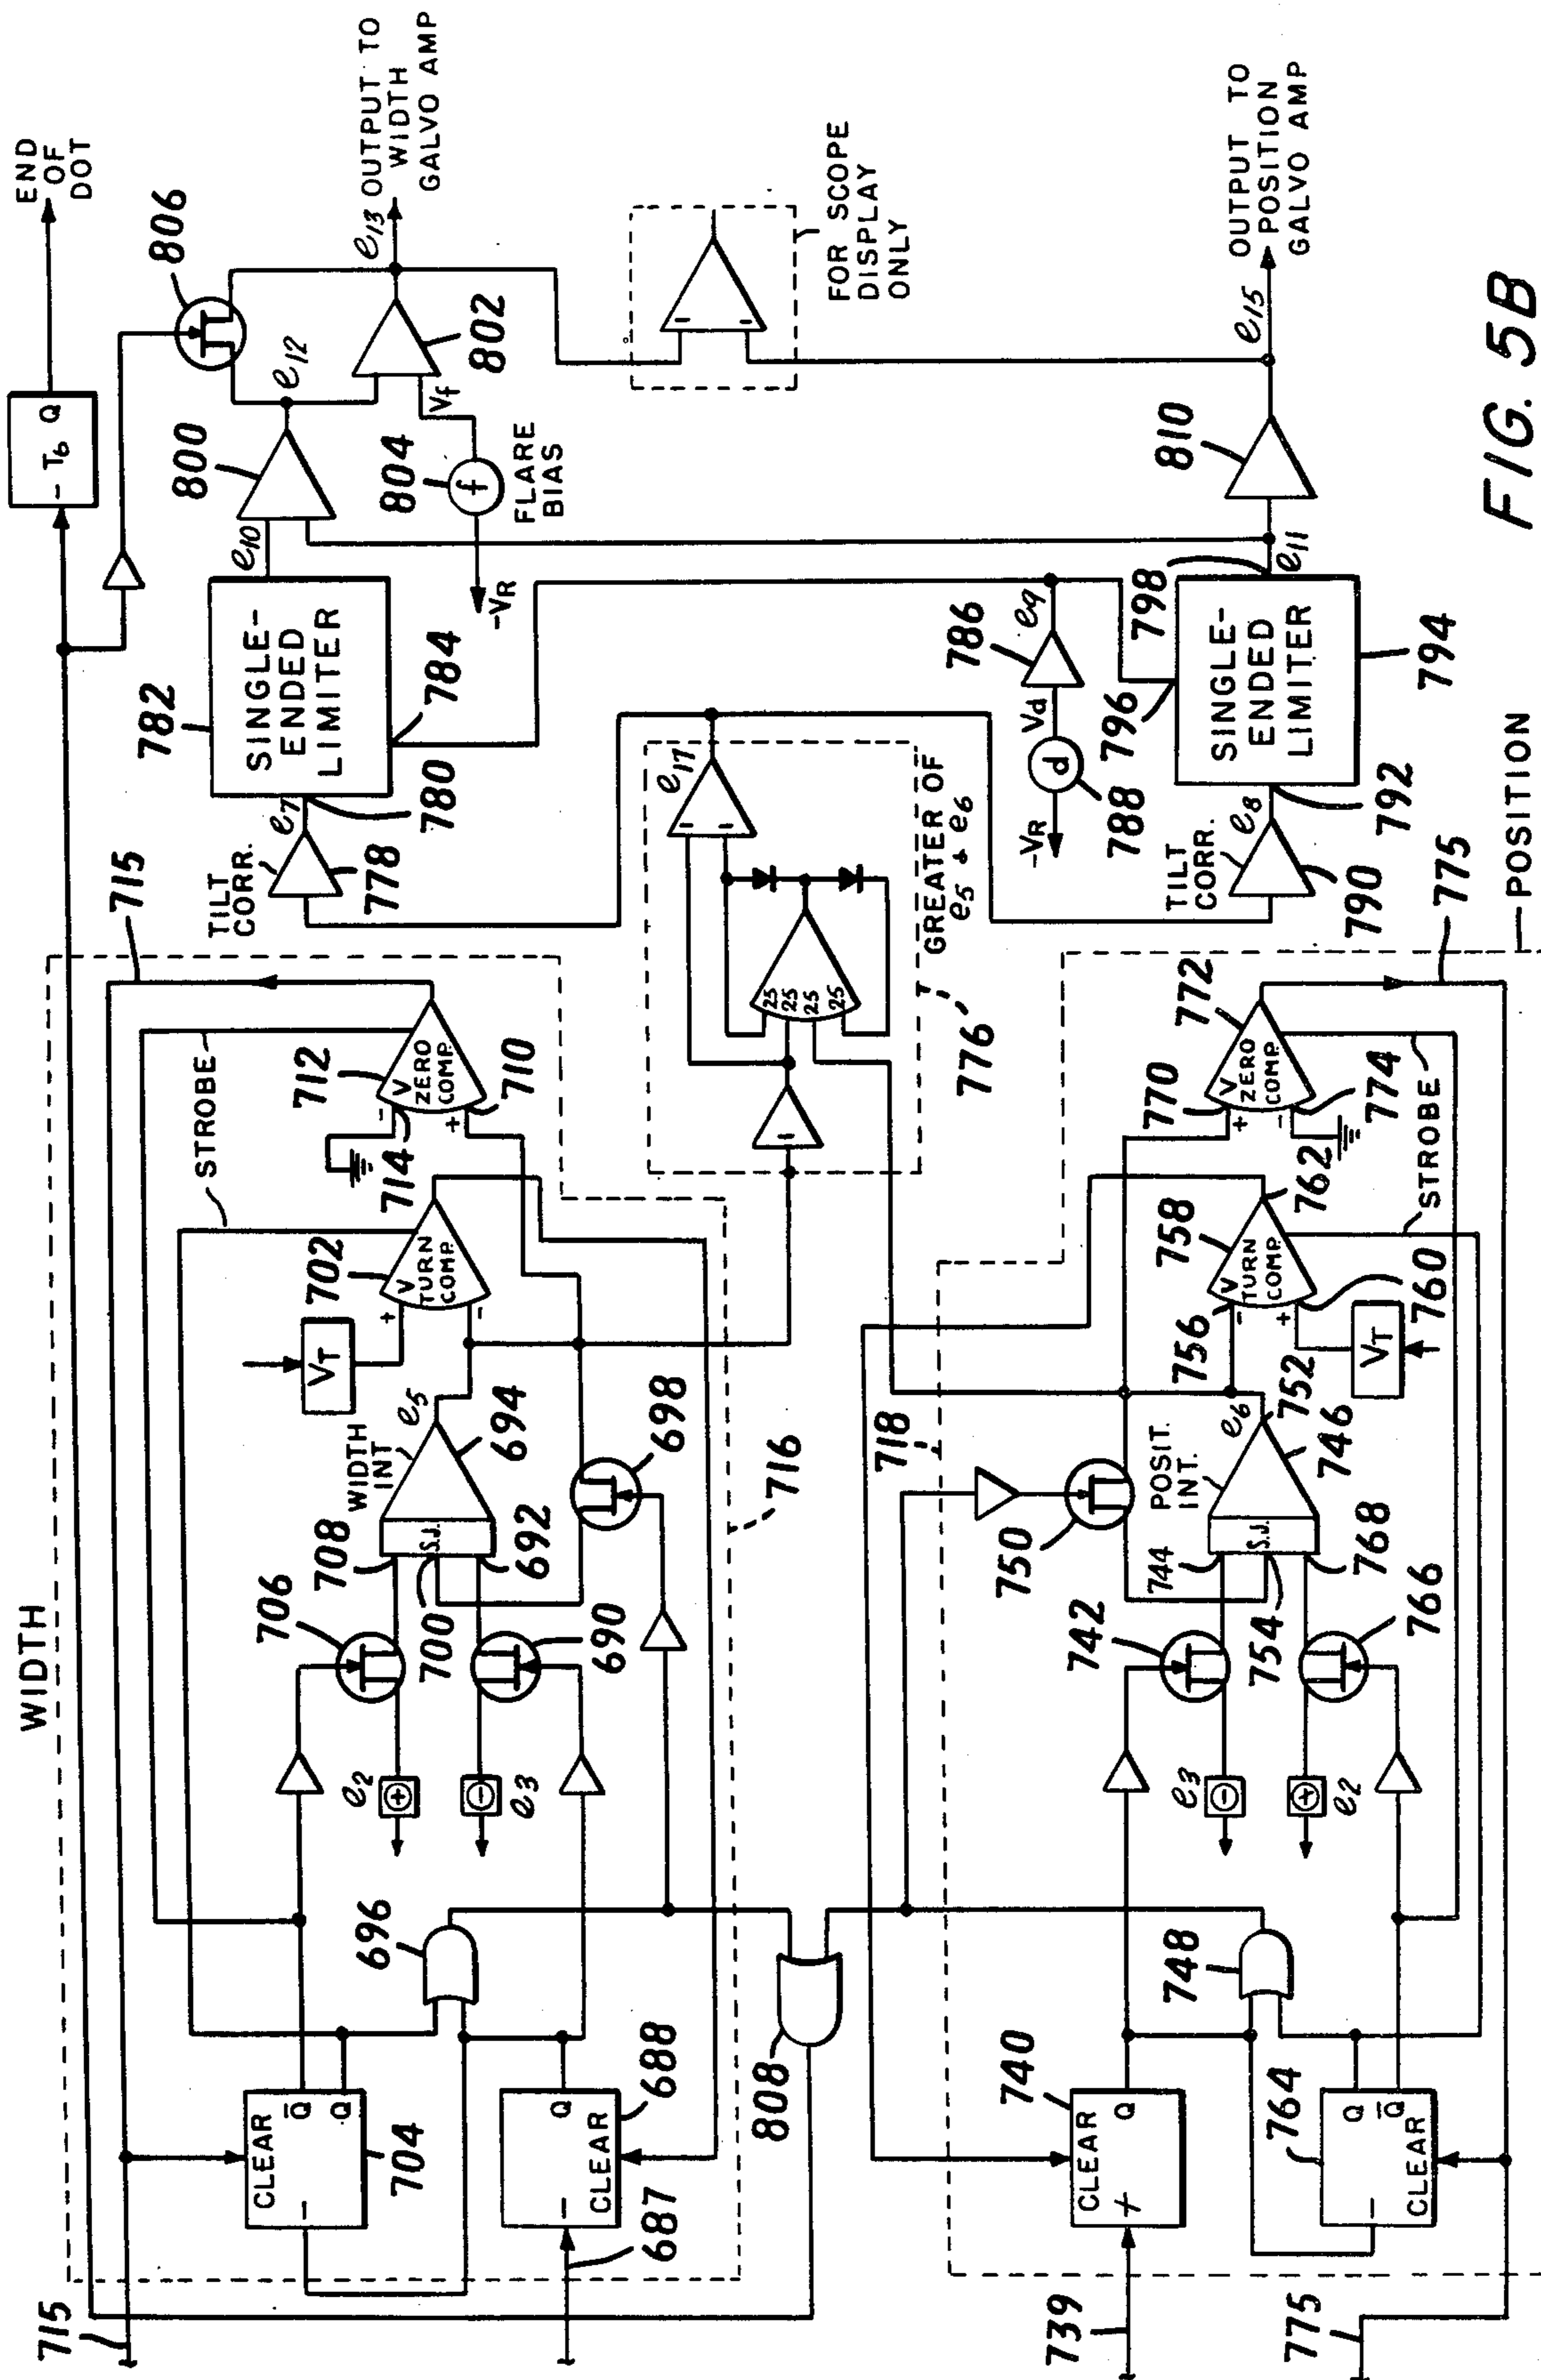 END
OF
DOT
- T6 Q
806
e13
OUTPUT TO
WIDTH
GALVO AMP
800
e12
e10
802
Vf
804
f
FLARE
BIAS
-VR
FOR SCOPE
DISPLAY
ONLY
OUTPUT TO
POSITION
GALVO AMP
e15
810
e11
798
FIG. 5B
782
SINGLE-
ENDED
LIMITER
784
780
e7
TILT
CORR.
778
786
e9
Vd
d
788
-VR
796
SINGLE-
ENDED
LIMITER
794
792
e8
TILT
CORR.
790
775
POSITION
715
e17
GREATER OF
e5 & e6
776
25
25
25
25
STROBE
712
V
ZERO
COMP.
-
+
714
710
702
V
TURN
COMP.
+
-
VT
772
770
V
ZERO
COMP.
+
-
774
762
758
756
V
TURN
COMP.
-
+
760
VT
STROBE
WIDTH
706
708
WIDTH
INT
e5
694
S.J.
700
692
690
698
716
718
750
742
744
POSIT.
INT.
e6
752
746
S.J.
754
768
766
e2
+
-
e3
e3
-
+
e2
696
808
748
715
CLEAR
Q̅
Q
-
704
Q
688
-
CLEAR
687
740
CLEAR Q
+
739
764
Q
Q̅
-
CLEAR
775